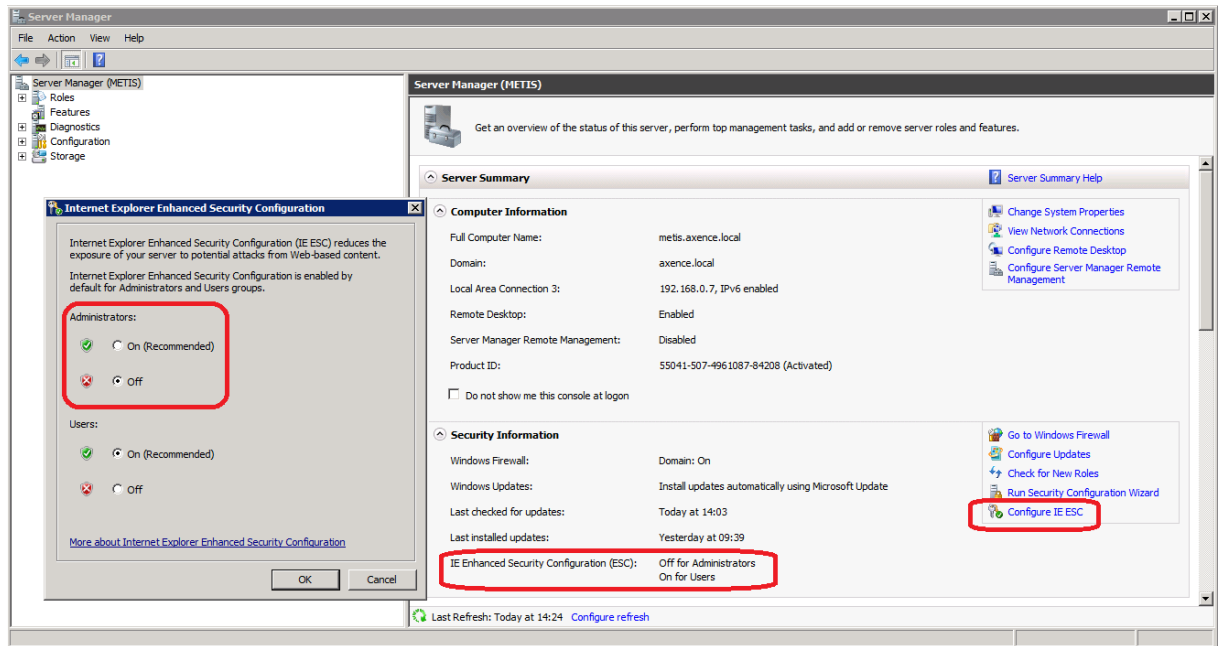 Server Manager
File Action View Help
Server Manager (METIS)
Roles
Features
Diagnostics
Configuration
Storage
Server Manager (METIS)
Get an overview of the status of this server, perform top management tasks, and add or remove server roles and features.
Server Summary
Server Summary Help
Computer Information
Full Computer Name: metis.axence.local
Domain: axence.local
Local Area Connection 3: 192.168.0.7, IPv6 enabled
Remote Desktop: Enabled
Server Manager Remote Management: Disabled
Product ID: 55041-507-4961087-84208 (Activated)
Do not show me this console at logon
Change System Properties
View Network Connections
Configure Remote Desktop
Configure Server Manager Remote
Management
Security Information
Windows Firewall: Domain: On
Windows Updates: Install updates automatically using Microsoft Update
Last checked for updates: Today at 14:03
Last installed updates: Yesterday at 09:39
IE Enhanced Security Configuration (ESC): Off for Administrators
On for Users
Go to Windows Firewall
Configure Updates
Check for New Roles
Run Security Configuration Wizard
Configure IE ESC
Last Refresh: Today at 14:24 Configure refresh
Internet Explorer Enhanced Security Configuration
Internet Explorer Enhanced Security Configuration (IE ESC) reduces the
exposure of your server to potential attacks from Web-based content.
Internet Explorer Enhanced Security Configuration is enabled by
default for Administrators and Users groups.
Administrators:
On (Recommended)
Off
Users:
On (Recommended)
Off
More about Internet Explorer Enhanced Security Configuration
OK Cancel